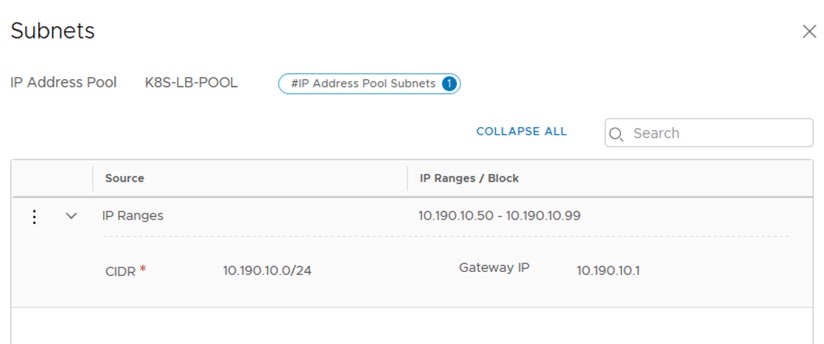 Subnets
IP Address Pool K8S-LB-POOL #IP Address Pool Subnets 1
COLLAPSE ALL Search
Source IP Ranges / Block
IP Ranges 10.190.10.50 - 10.190.10.99
CIDR * 10.190.10.0/24 Gateway IP 10.190.10.1